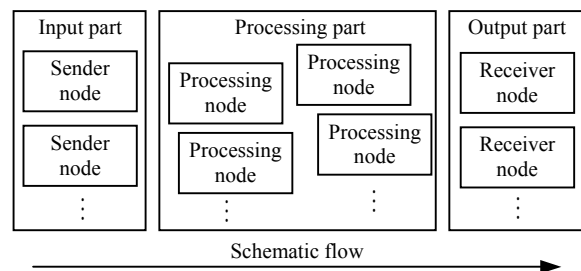 Input part
Sender
node
Sender
node
⋮
Processing part
Processing
node
Processing
node
Processing
node
Processing
node
⋮
⋮
Output part
Receiver
node
Receiver
node
⋮
Schematic flow